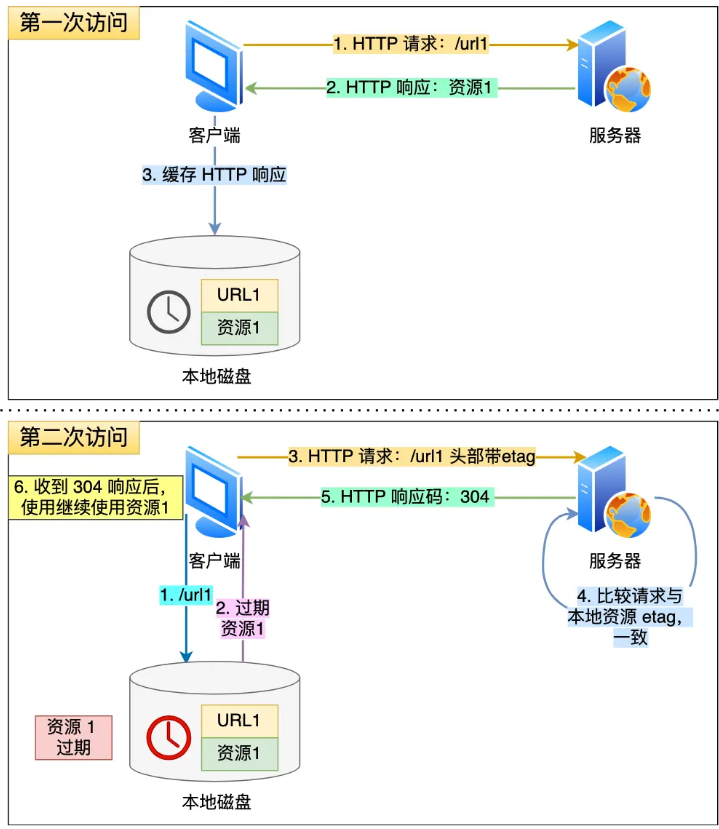 第一次访问
1. HTTP 请求：/url1
2. HTTP 响应：资源1
客户端
服务器
3. 缓存 HTTP 响应
URL1
资源1
本地磁盘
第二次访问
3. HTTP 请求：/url1 头部带etag
6. 收到 304 响应后，
使用继续使用资源1
5. HTTP 响应码：304
客户端
服务器
1. /url1
2. 过期
资源1
4. 比较请求与
本地资源 etag，
一致
资源 1
过期
URL1
资源1
本地磁盘